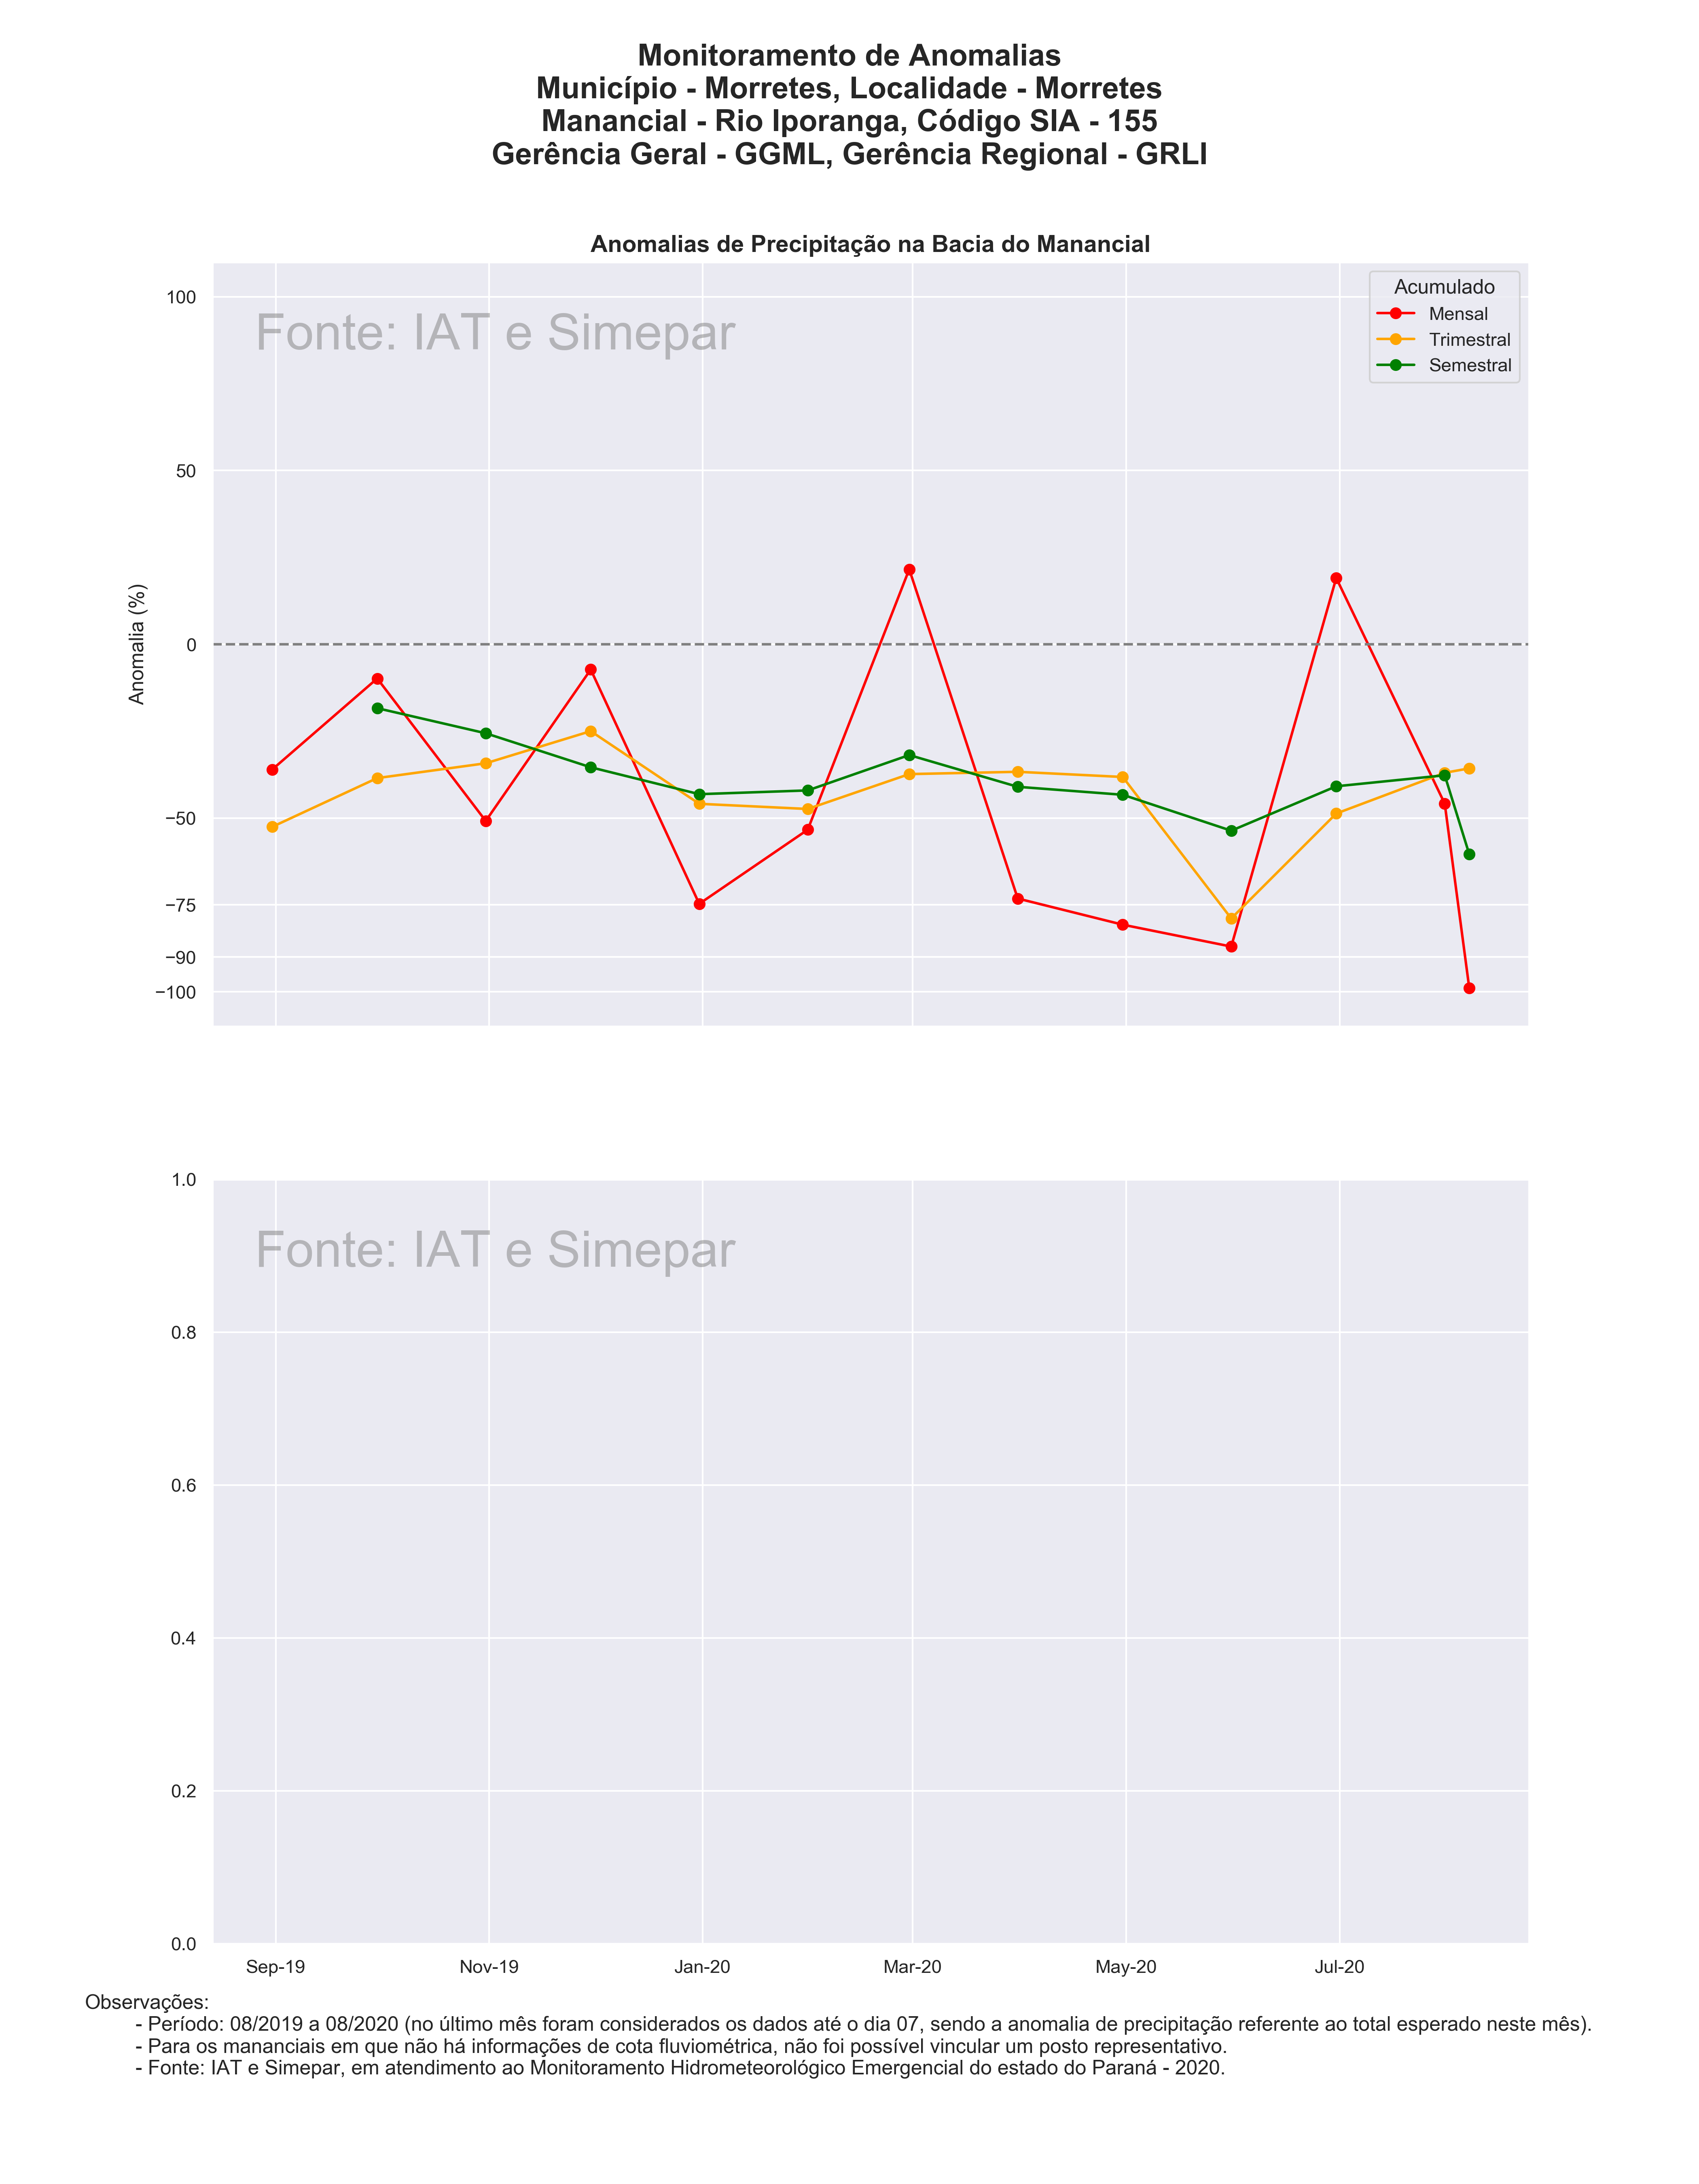 Monitoramento de Anomalias
Município - Morretes, Localidade - Morretes
Manancial - Rio Iporanga, Código SIA - 155
Gerência Geral - GGML, Gerência Regional - GRLI
Anomalias de Precipitação na Bacia do Manancial
Fonte: IAT e Simepar
Acumulado
Mensal
Trimestral
Semestral
Anomalia (%)
100
50
0
−50
−75
−90
−100
Fonte: IAT e Simepar
1.0
0.8
0.6
0.4
0.2
0.0
Sep-19 Nov-19 Jan-20 Mar-20 May-20 Jul-20
Observações:
- Período: 08/2019 a 08/2020 (no último mês foram considerados os dados até o dia 07, sendo a anomalia de precipitação referente ao total esperado neste mês).
- Para os mananciais em que não há informações de cota fluviométrica, não foi possível vincular um posto representativo.
- Fonte: IAT e Simepar, em atendimento ao Monitoramento Hidrometeorológico Emergencial do estado do Paraná - 2020.